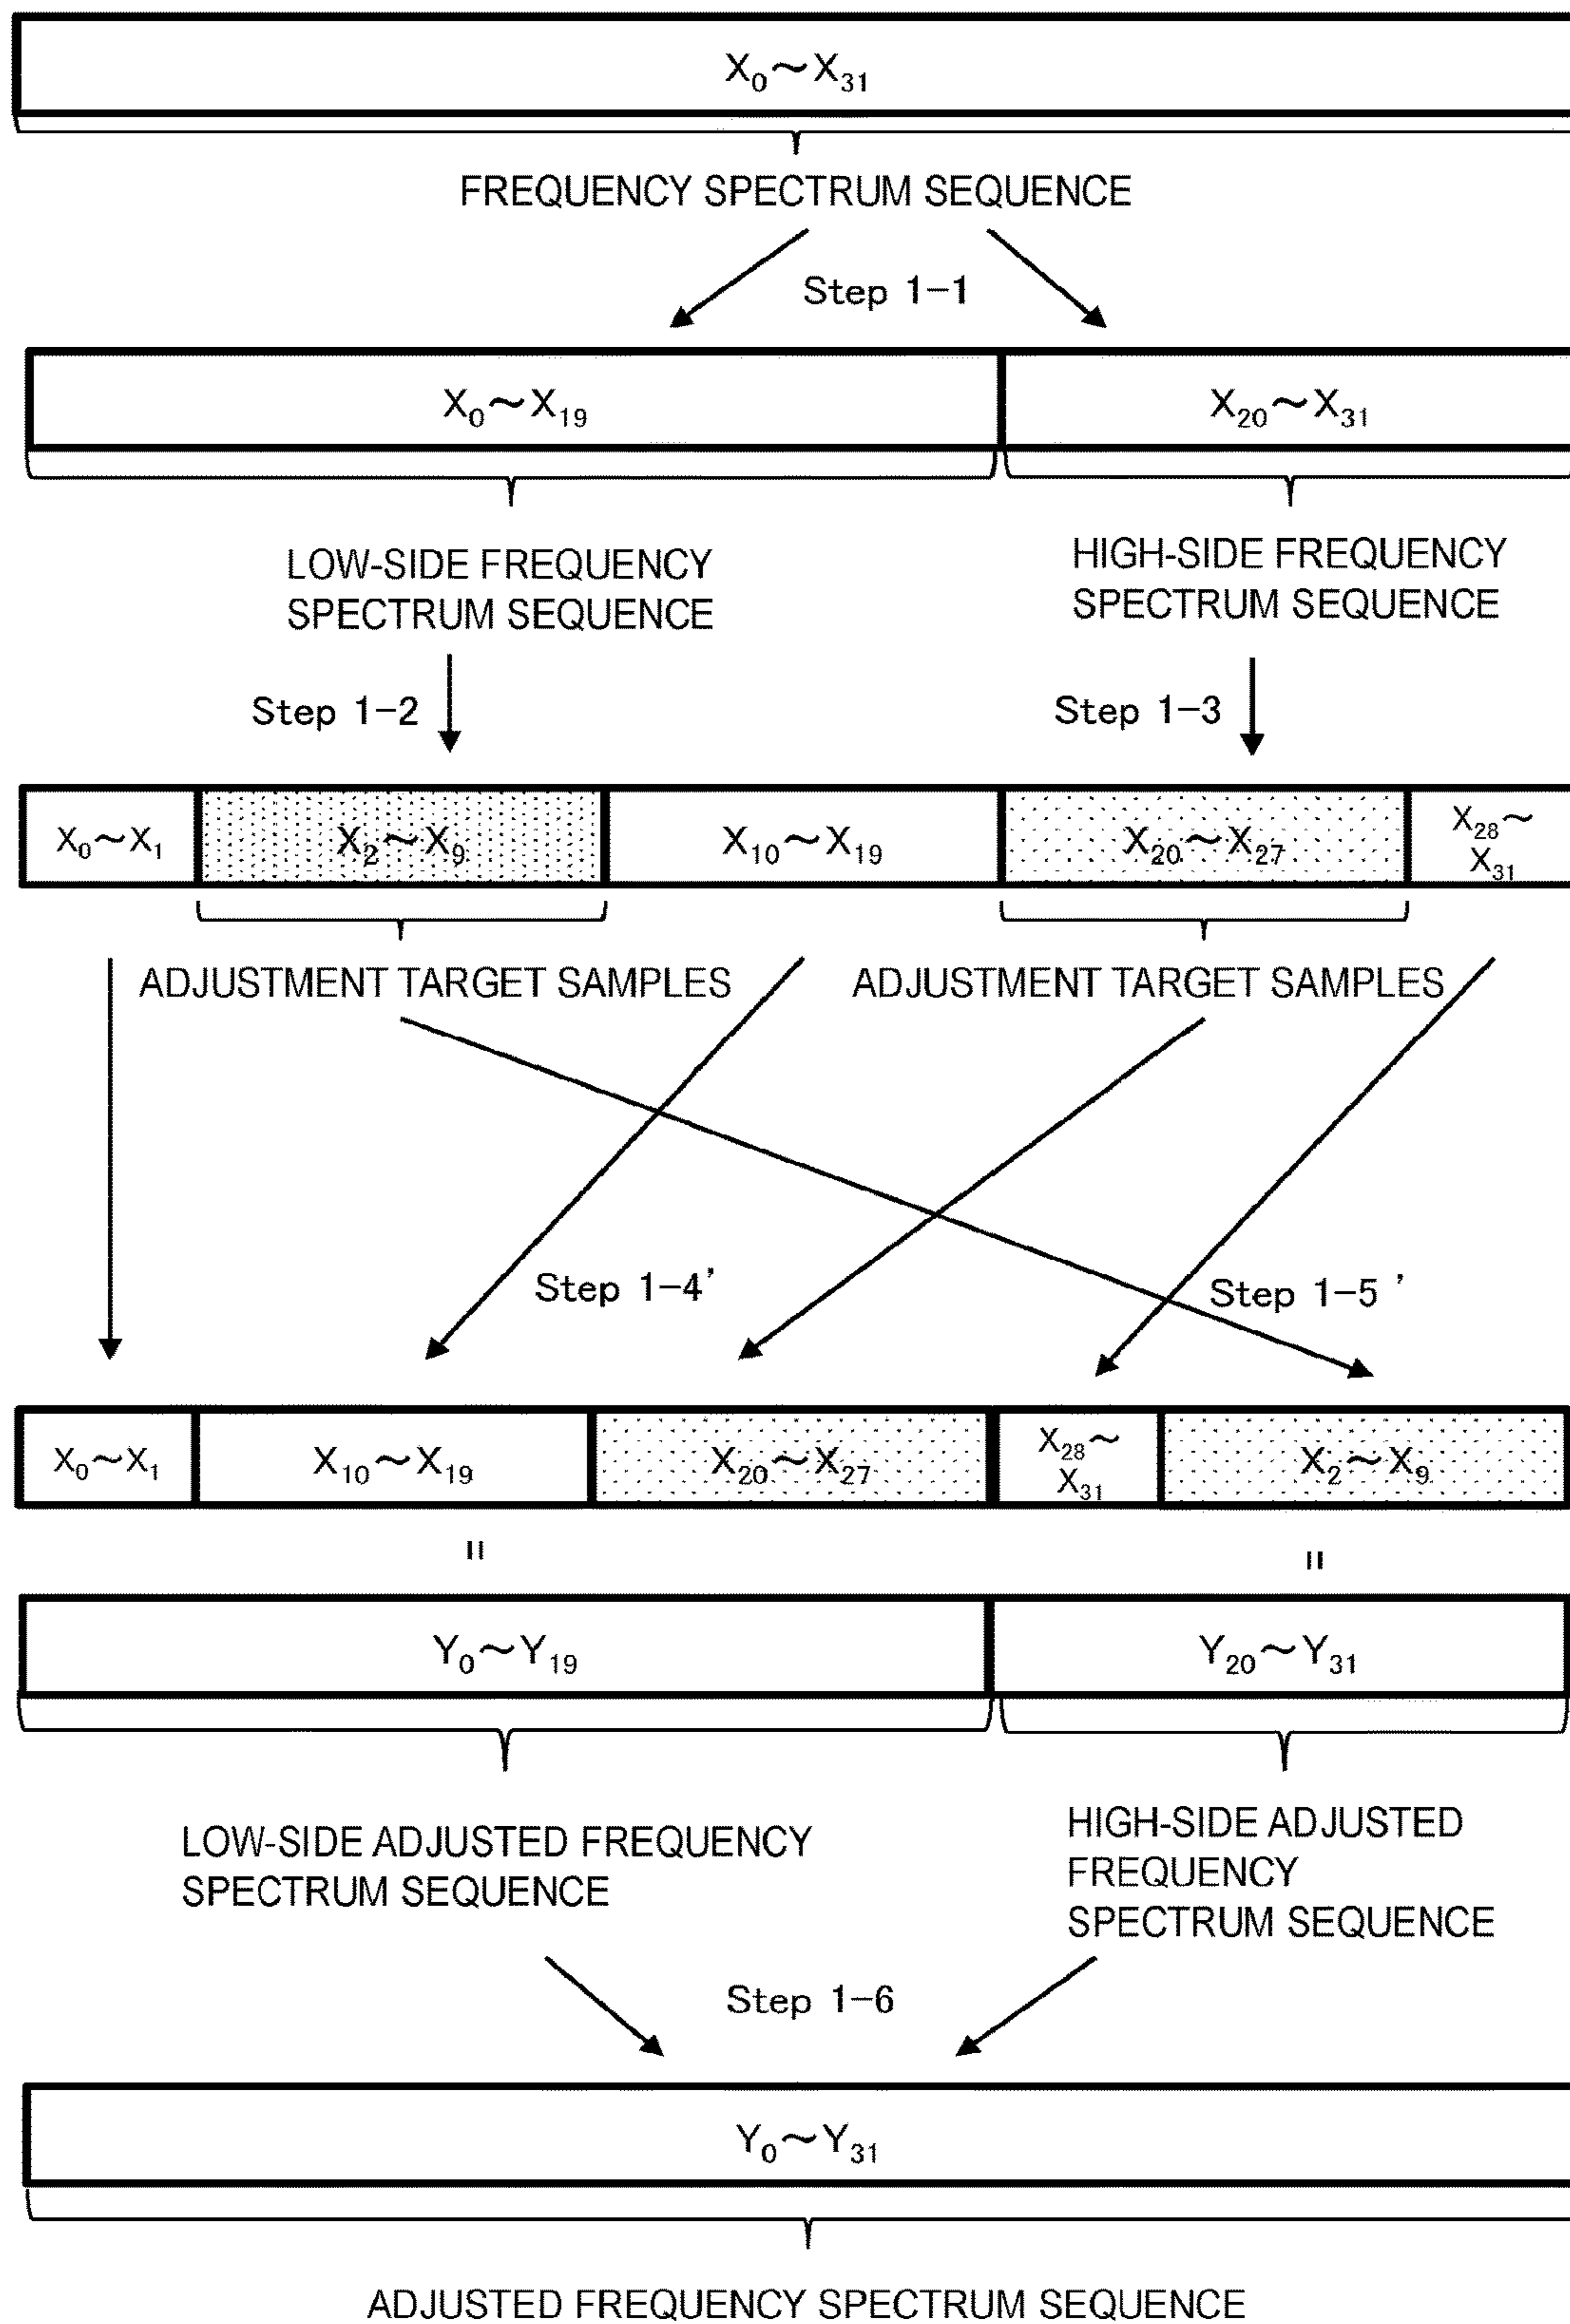 X₀～X₃₁
FREQUENCY SPECTRUM SEQUENCE
Step 1-1
X₀～X₁₉
X₂₀～X₃₁
LOW-SIDE FREQUENCY
SPECTRUM SEQUENCE
HIGH-SIDE FREQUENCY
SPECTRUM SEQUENCE
Step 1-2
Step 1-3
X₀～X₁
X₂～X₉
X₁₀～X₁₉
X₂₀～X₂₇
X₂₈～
X₃₁
ADJUSTMENT TARGET SAMPLES
ADJUSTMENT TARGET SAMPLES
Step 1-4'
Step 1-5 '
X₀～X₁
X₁₀～X₁₉
X₂₀～X₂₇
X₂₈～
X₃₁
X₂～X₉
=
=
Y₀～Y₁₉
Y₂₀～Y₃₁
LOW-SIDE ADJUSTED FREQUENCY
SPECTRUM SEQUENCE
HIGH-SIDE ADJUSTED
FREQUENCY
SPECTRUM SEQUENCE
Step 1-6
Y₀～Y₃₁
ADJUSTED FREQUENCY SPECTRUM SEQUENCE